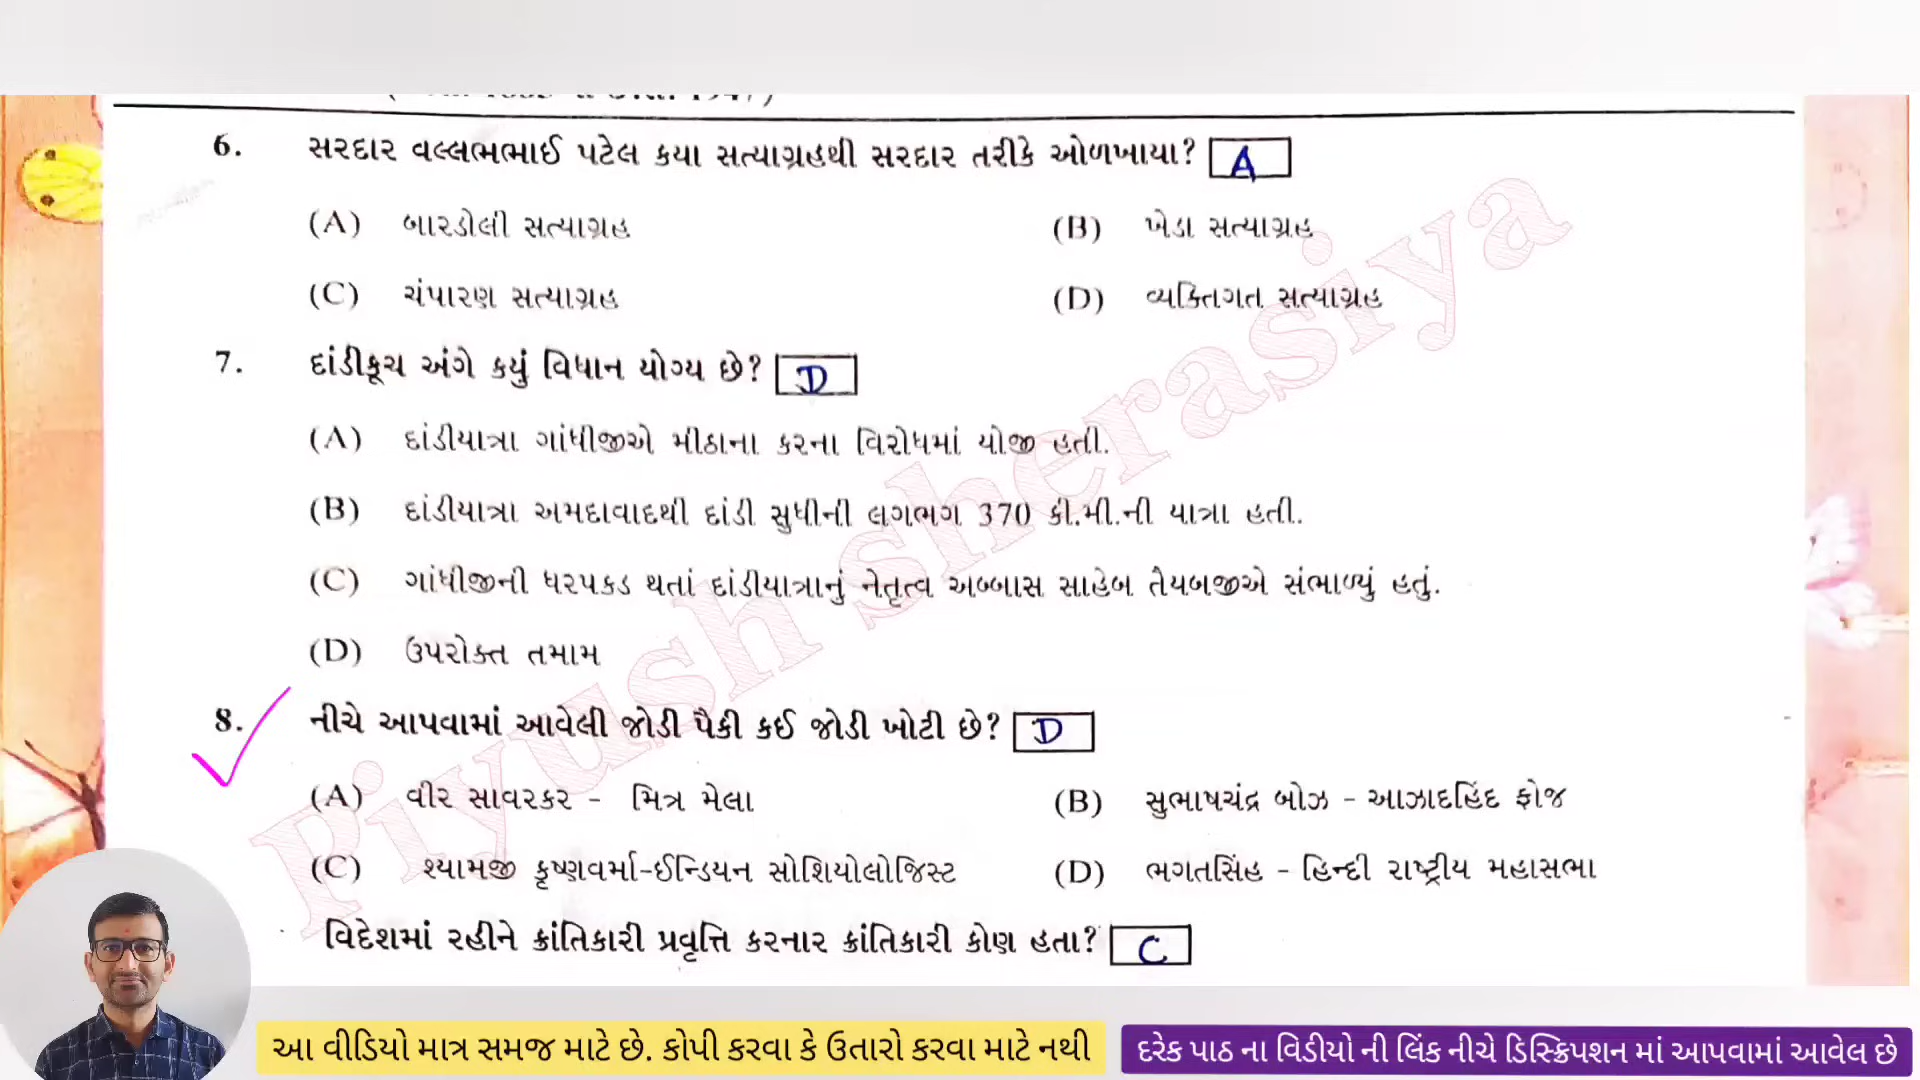 6. સરદાર વલ્લભભાઈ પટેલ કયા સત્યાગ્રહથી સરદાર તરીકે ઓળખાયા? A
(A) બારડોલી સત્યાગ્રહ (B) ખેડા સત્યાગ્રહ
(C) ચંપારણ સત્યાગ્રહ (D) વ્યક્તિગત સત્યાગ્રહ
7. દાંડીકૂચ અંગે કયું વિધાન યોગ્ય છે? D
(A) દાંડીયાત્રા ગાંધીજીએ મીઠાના કરના વિરોધમાં યોજી હતી.
(B) દાંડીયાત્રા અમદાવાદથી દાંડી સુધીની લગભગ 370 કી.મી.ની યાત્રા હતી.
(C) ગાંધીજીની ધરપકડ થતાં દાંડીયાત્રાનું નેતૃત્વ અબ્બાસ સાહેબ તૈયબજીએ સંભાળ્યું હતું.
(D) ઉપરોક્ત તમામ
8. નીચે આપવામાં આવેલી જોડી પૈકી કઈ જોડી ખોટી છે? D
(A) વીર સાવરકર - મિત્ર મેલા (B) સુભાષચંદ્ર બોઝ - આઝાદહિંદ ફોજ
(C) શ્યામજી કૃષ્ણવર્મા-ઈન્ડિયન સોશિયોલોજિસ્ટ (D) ભગતસિંહ - હિન્દી રાષ્ટ્રીય મહાસભા
વિદેશમાં રહીને ક્રાંતિકારી પ્રવૃત્તિ કરનાર ક્રાંતિકારી કોણ હતા? C
Piyush sherasiya
આ વીડિયો માત્ર સમજ માટે છે. કોપી કરવા કે ઉતારો કરવા માટે નથી
દરેક પાઠ ના વિડીયો ની લિંક નીચે ડિસ્ક્રિપશન માં આપવામાં આવેલ છે